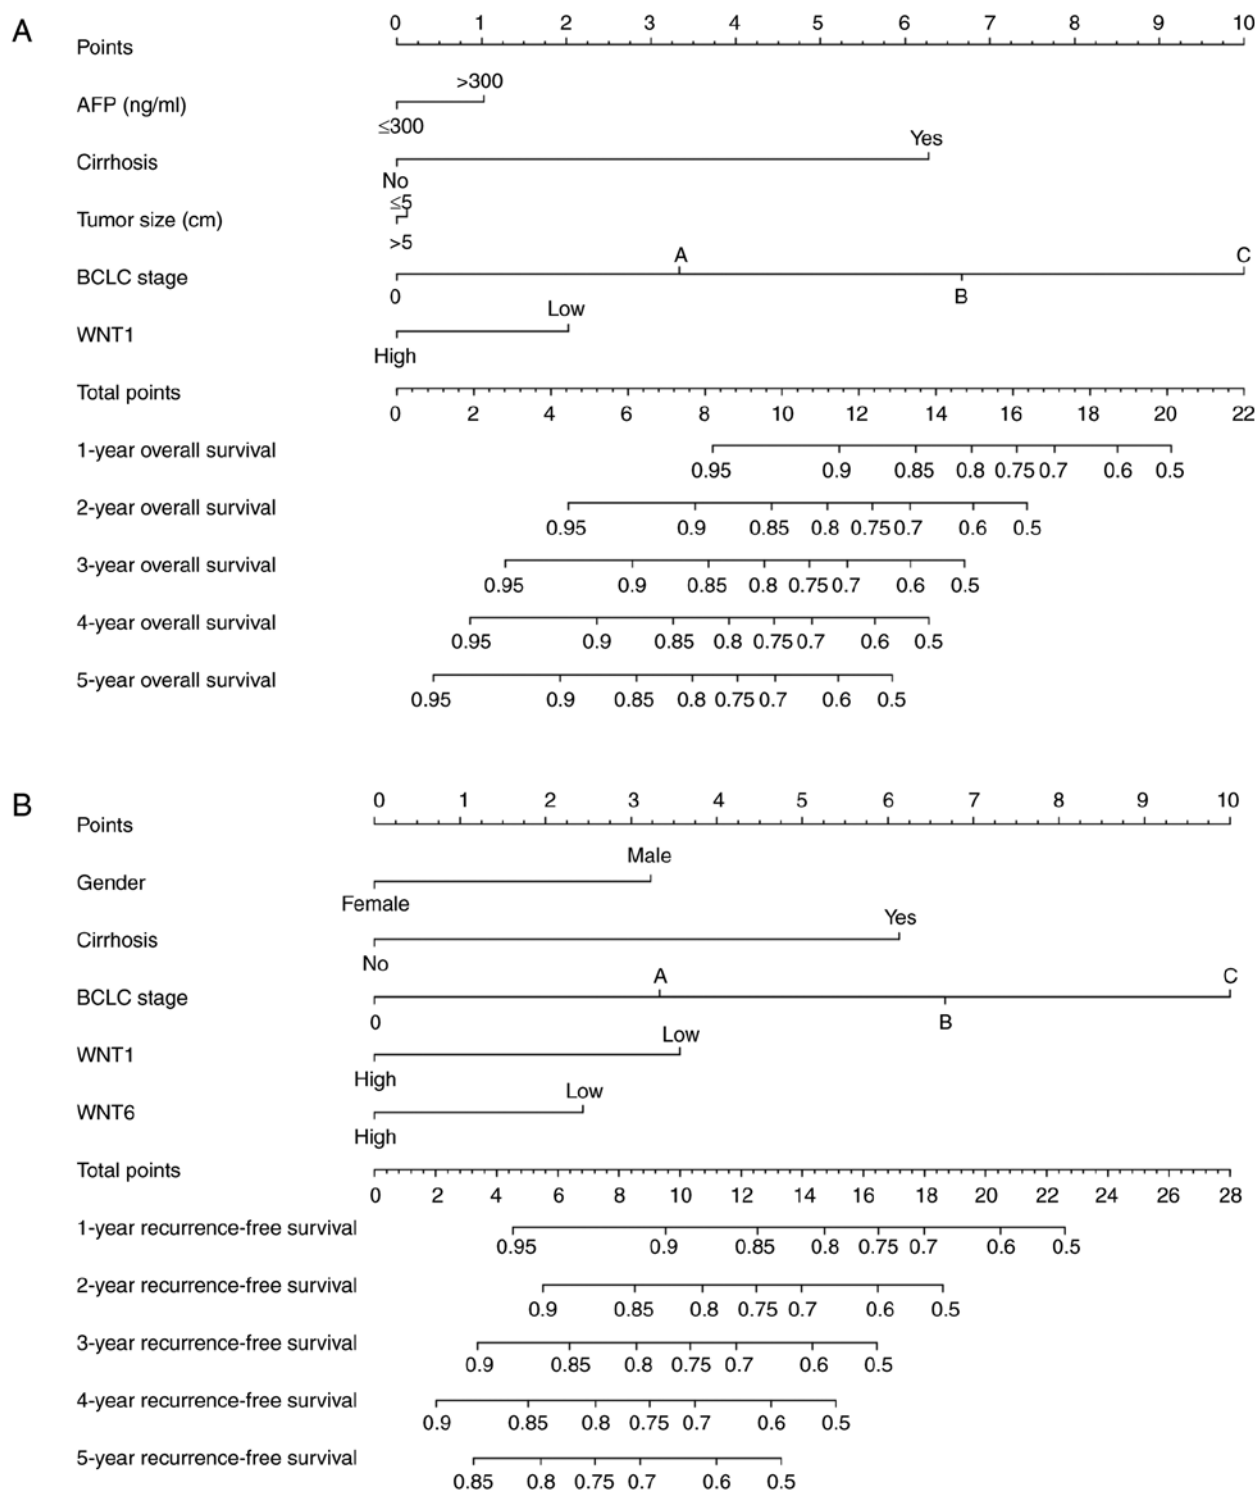 A
0 1 2 3 4 5 6 7 8 9 10
Points
>300
AFP (ng/ml)
≤300
Yes
Cirrhosis
No
≤5
Tumor size (cm)
>5
A C
BCLC stage
0 B
Low
WNT1
High
Total points
0 2 4 6 8 10 12 14 16 18 20 22
1-year overall survival
0.95 0.9 0.85 0.8 0.75 0.7 0.6 0.5
2-year overall survival
0.95 0.9 0.85 0.8 0.75 0.7 0.6 0.5
3-year overall survival
0.95 0.9 0.85 0.8 0.75 0.7 0.6 0.5
4-year overall survival
0.95 0.9 0.85 0.8 0.75 0.7 0.6 0.5
5-year overall survival
0.95 0.9 0.85 0.8 0.75 0.7 0.6 0.5
B
0 1 2 3 4 5 6 7 8 9 10
Points
Male
Gender
Female
Yes
Cirrhosis
No
A C
BCLC stage
0 B
Low
WNT1
High
Low
WNT6
High
Total points
0 2 4 6 8 10 12 14 16 18 20 22 24 26 28
1-year recurrence-free survival
0.95 0.9 0.85 0.8 0.75 0.7 0.6 0.5
2-year recurrence-free survival
0.9 0.85 0.8 0.75 0.7 0.6 0.5
3-year recurrence-free survival
0.9 0.85 0.8 0.75 0.7 0.6 0.5
4-year recurrence-free survival
0.9 0.85 0.8 0.75 0.7 0.6 0.5
5-year recurrence-free survival
0.85 0.8 0.75 0.7 0.6 0.5